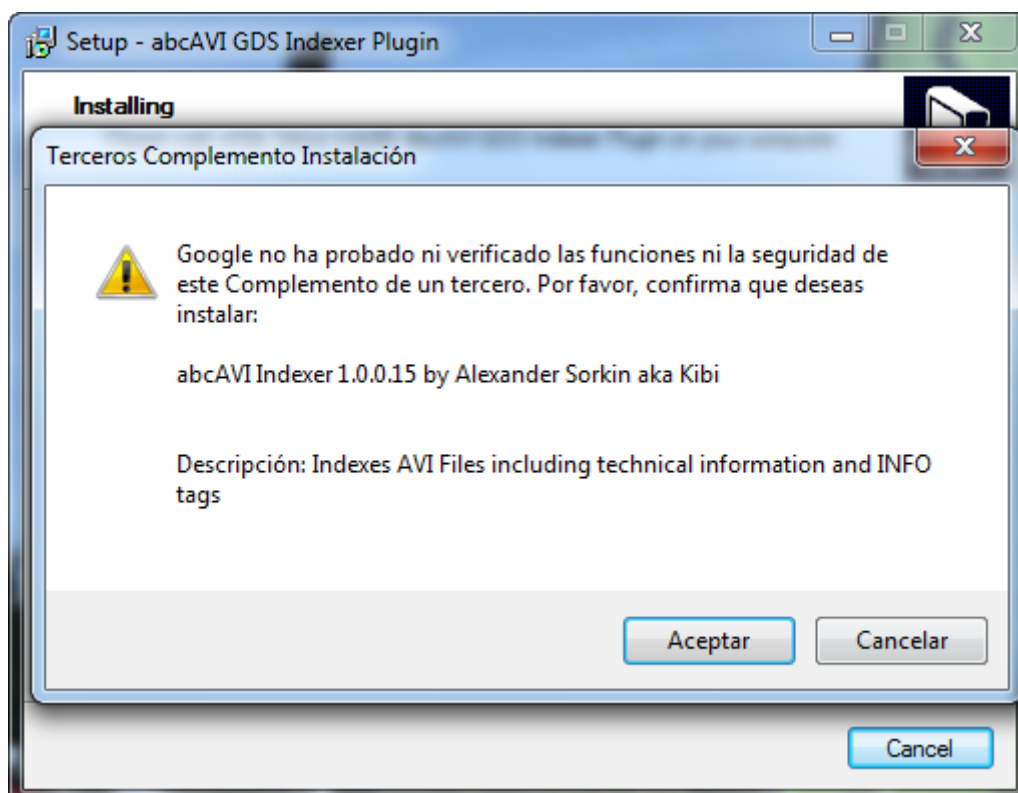 Setup - abcAVI GDS Indexer Plugin
Installing
Terceros Complemento Instalación
Google no ha probado ni verificado las funciones ni la seguridad de
este Complemento de un tercero. Por favor, confirma que deseas
instalar:
abcAVI Indexer 1.0.0.15 by Alexander Sorkin aka Kibi
Descripción: Indexes AVI Files including technical information and INFO
tags
Aceptar
Cancelar
Cancel